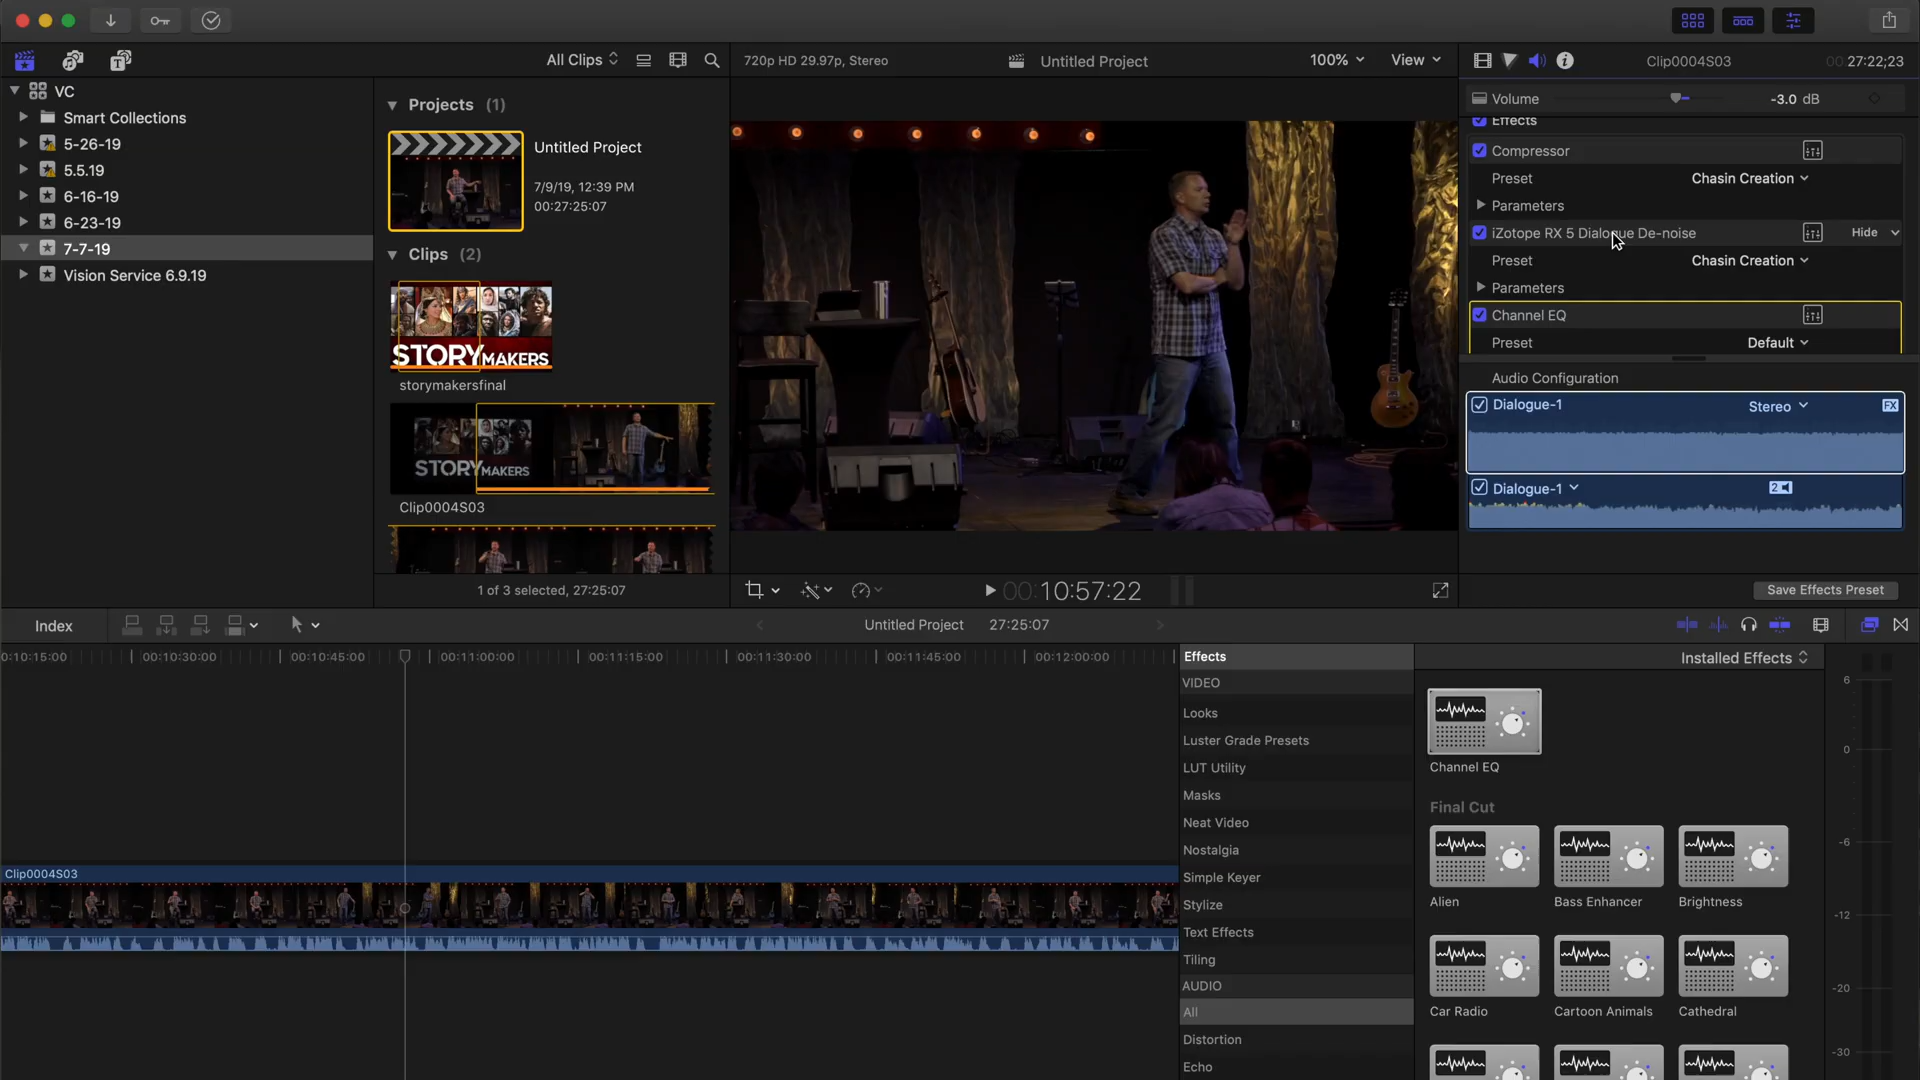 All Clips
720p HD 29.97p, Stereo
Untitled Project
100%
View
Clip0004S03
00 27:22;23
VC
Smart Collections
5-26-19
5.5.19
6-16-19
6-23-19
7-7-19
Vision Service 6.9.19
Projects (1)
Untitled Project
7/9/19, 12:39 PM
00:27:25:07
Clips (2)
STORYMAKERS
storymakersfinal
STORYMAKERS
Clip0004S03
1 of 3 selected, 27:25:07
00:10:57:22
Volume
-3.0 dB
Effects
Compressor
Preset
Chasin Creation
Parameters
iZotope RX 5 Dialogue De-noise
Hide
Preset
Chasin Creation
Parameters
Channel EQ
Preset
Default
Audio Configuration
Dialogue-1
Stereo
FX
Dialogue-1
2
Save Effects Preset
Index
Untitled Project
27:25:07
0:10:15:00
00:10:30:00
00:10:45:00
00:11:00:00
00:11:15:00
00:11:30:00
00:11:45:00
00:12:00:00
Clip0004S03
Effects
VIDEO
Looks
Luster Grade Presets
LUT Utility
Masks
Neat Video
Nostalgia
Simple Keyer
Stylize
Text Effects
Tiling
AUDIO
All
Distortion
Echo
Installed Effects
Channel EQ
Final Cut
Alien
Bass Enhancer
Brightness
Car Radio
Cartoon Animals
Cathedral
6
0
-6
-12
-20
-30